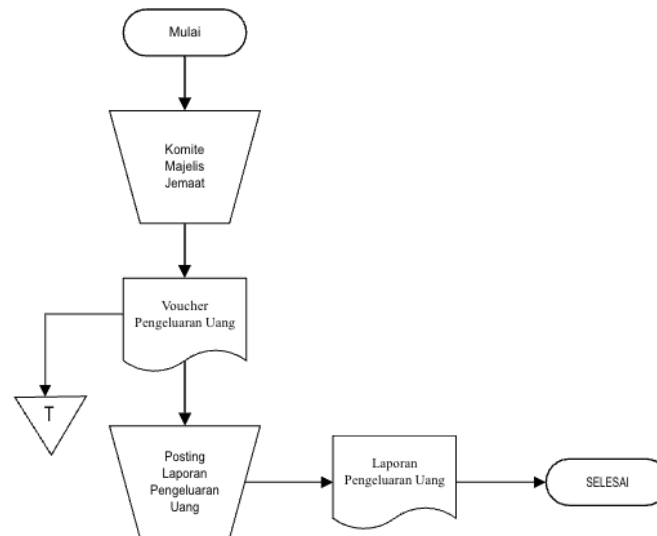 Mulai
Komite
Majelis
Jemaat
Voucher
Pengeluaran Uang
T
Posting
Laporan
Pengeluaran
Uang
Laporan
Pengeluaran Uang
SELESAI